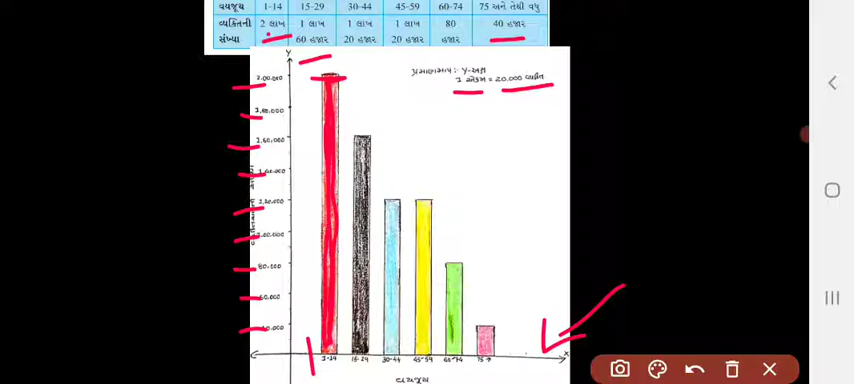 વયજૂથ 1-14 15-29 30-44 45-59 60-74 75 અને તેથી વધુ
વ્યક્તિની 2 લાખ 1 લાખ 1 લાખ 1 લાખ 80 40 હજાર
સંખ્યા 60 હજાર 20 હજાર 20 હજાર હજાર
Y
પ્રમાણમાપ :- Y-અક્ષ
1 એકમ = 20,000 વ્યક્તિ
2,00,000
1,80,000
1,60,000
1,40,000
1,20,000
1,00,000
80,000
60,000
40,000
X
1-14 15-29 30-44 45-59 60-74 75→
વયજૂથ